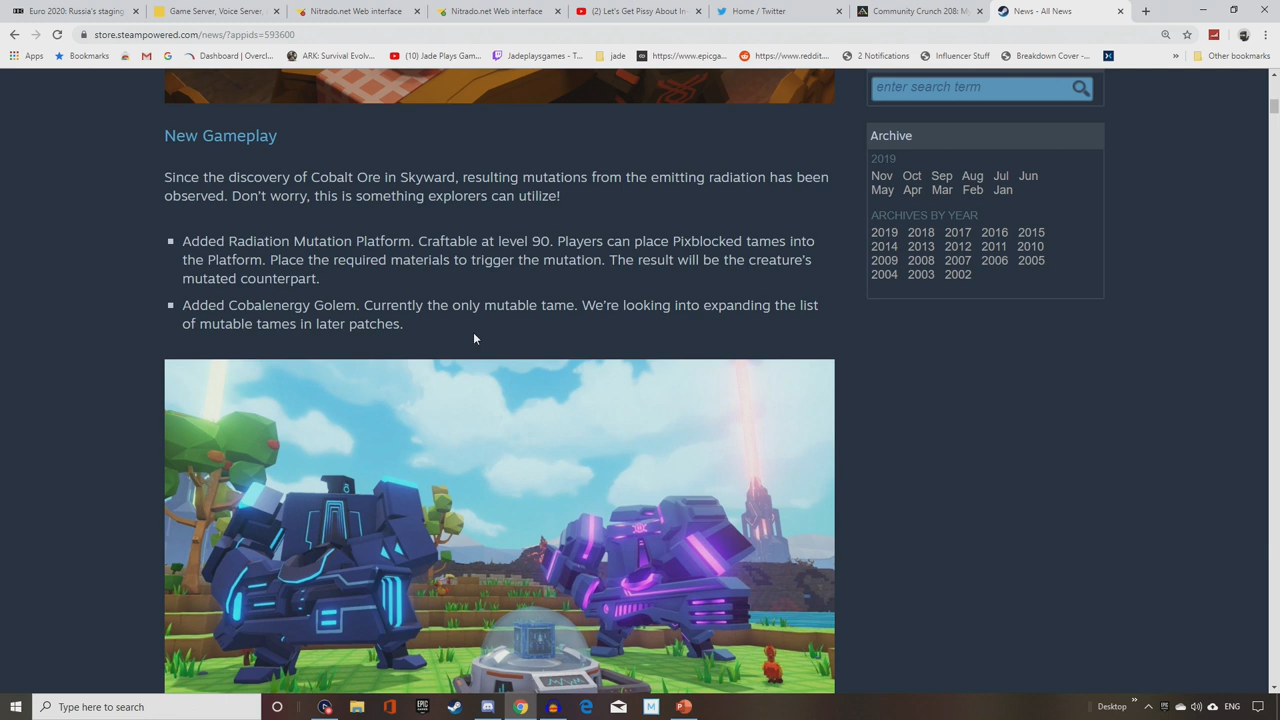 Euro 2020: Russia's staging
Game Server, Voice Server,
Nitrado.net Web interface
Nitrado.net Web interface
(2) Let's Get Pissy About In-
Home / Twitter
Community Crunch 208: M
News - All News
store.steampowered.com/news/?appids=593600
Apps
Bookmarks
Dashboard | Overcl...
ARK: Survival Evolv...
(10) Jade Plays Gam...
Jadeplaysgames - T...
jade
https://www.epicga...
https://www.reddit....
2 Notifications
Influencer Stuff
Breakdown Cover -...
»
Other bookmarks
enter search term
New Gameplay
Since the discovery of Cobalt Ore in Skyward, resulting mutations from the emitting radiation has been
observed. Don't worry, this is something explorers can utilize!
Added Radiation Mutation Platform. Craftable at level 90. Players can place Pixblocked tames into
the Platform. Place the required materials to trigger the mutation. The result will be the creature's
mutated counterpart.
Added Cobalenergy Golem. Currently the only mutable tame. We're looking into expanding the list
of mutable tames in later patches.
Archive
2019
Nov Oct Sep Aug Jul Jun
May Apr Mar Feb Jan
ARCHIVES BY YEAR
2019 2018 2017 2016 2015
2014 2013 2012 2011 2010
2009 2008 2007 2006 2005
2004 2003 2002
Type here to search
Desktop
»
ENG